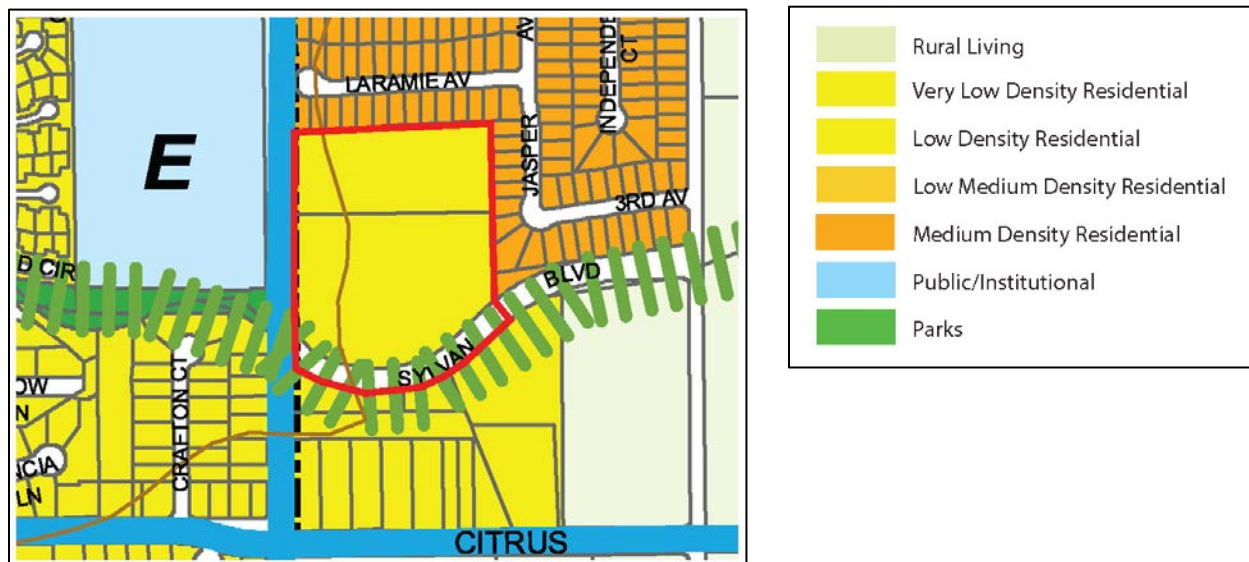 E
LARAMIE AV
AV
INDEPENDE
CT
JASPER
3RD AV
BLVD
SYLVAN
D CIR
CRAFTON CT
OW
N
NCIA
LN
CITRUS
Rural Living
Very Low Density Residential
Low Density Residential
Low Medium Density Residential
Medium Density Residential
Public/Institutional
Parks